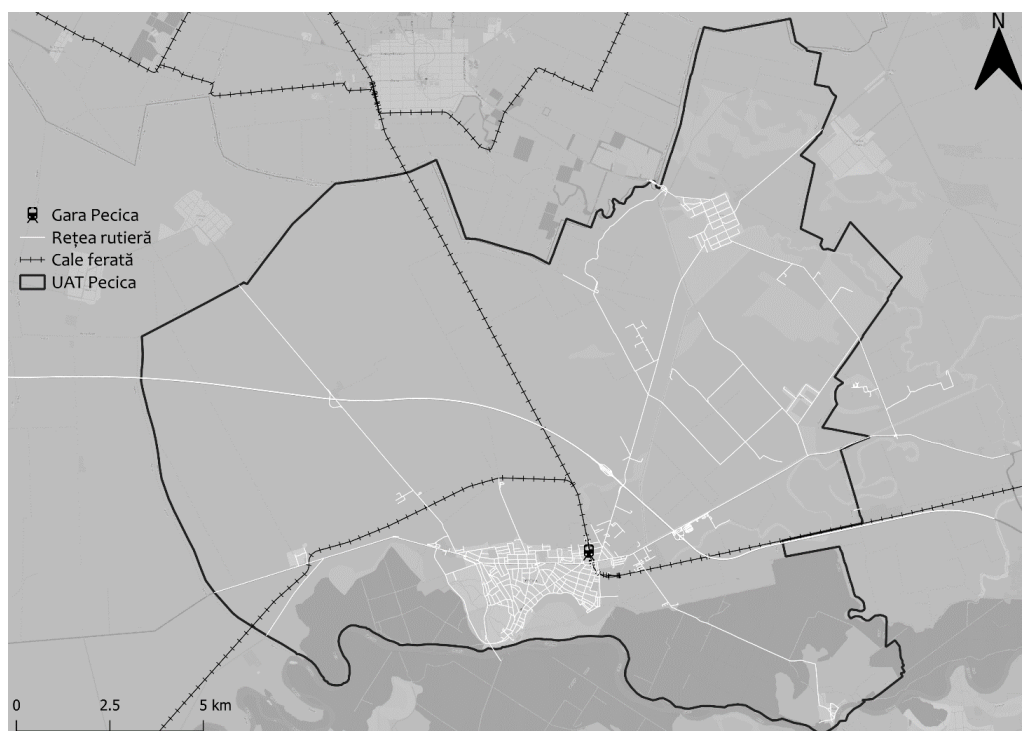 N
Gara Pecica
Rețea rutieră
Cale ferată
UAT Pecica
0 2.5 5 km